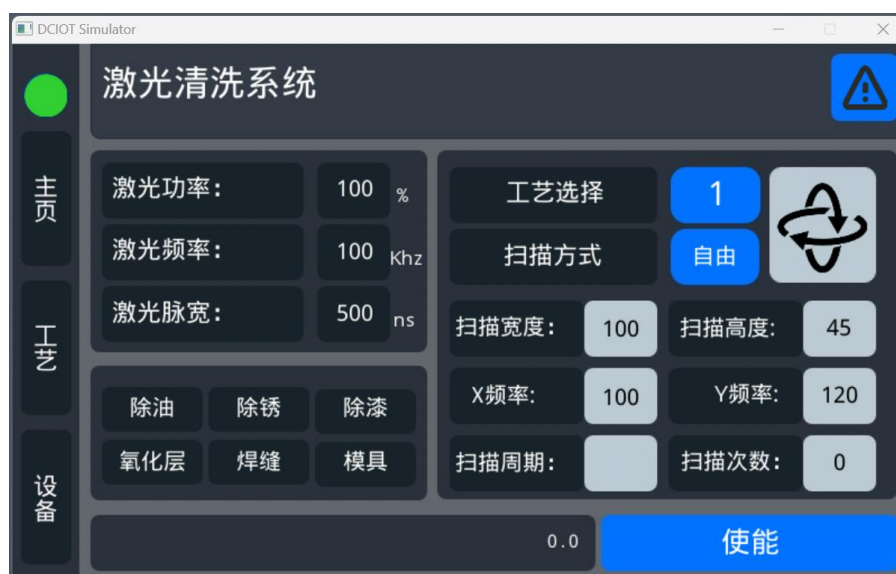 DCIOT Simulator
激光清洗系统
主页
工艺
设备
激光功率: 100 %
激光频率: 100 Khz
激光脉宽: 500 ns
除油 除锈 除漆
氧化层 焊缝 模具
工艺选择 1
扫描方式 自由
扫描宽度: 100 扫描高度: 45
X频率: 100 Y频率: 120
扫描周期: 扫描次数: 0
0.0 使能